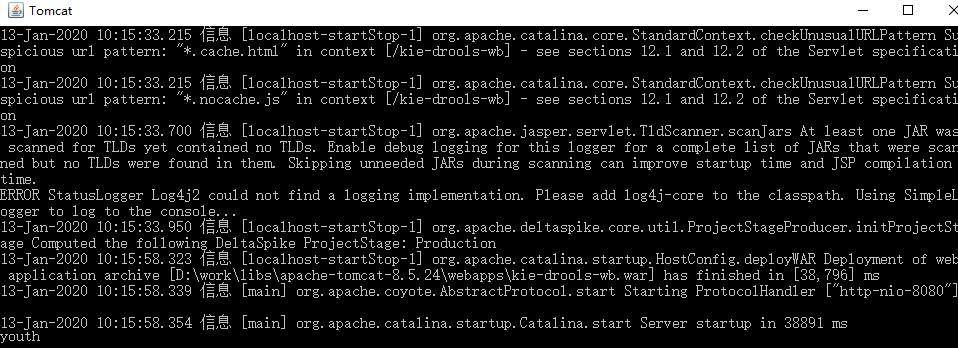 Tomcat
13-Jan-2020 10:15:33.215 信息 [localhost-startStop-1] org.apache.catalina.core.StandardContext.checkUnusualURLPattern Su
spicious url pattern: "*.cache.html" in context [/kie-drools-wb] - see sections 12.1 and 12.2 of the Servlet specificati
on
13-Jan-2020 10:15:33.215 信息 [localhost-startStop-1] org.apache.catalina.core.StandardContext.checkUnusualURLPattern Su
spicious url pattern: "*.nocache.js" in context [/kie-drools-wb] - see sections 12.1 and 12.2 of the Servlet specificati
on
13-Jan-2020 10:15:33.700 信息 [localhost-startStop-1] org.apache.jasper.servlet.TldScanner.scanJars At least one JAR was
scanned for TLDs yet contained no TLDs. Enable debug logging for this logger for a complete list of JARs that were scan
ned but no TLDs were found in them. Skipping unneeded JARs during scanning can improve startup time and JSP compilation
time.
ERROR StatusLogger Log4j2 could not find a logging implementation. Please add log4j-core to the classpath. Using SimpleL
ogger to log to the console...
13-Jan-2020 10:15:33.950 信息 [localhost-startStop-1] org.apache.deltaspike.core.util.ProjectStageProducer.initProjectSt
age Computed the following DeltaSpike ProjectStage: Production
13-Jan-2020 10:15:58.323 信息 [localhost-startStop-1] org.apache.catalina.startup.HostConfig.deployWAR Deployment of web
application archive [D:\work\libs\apache-tomcat-8.5.24\webapps\kie-drools-wb.war] has finished in [38,796] ms
13-Jan-2020 10:15:58.339 信息 [main] org.apache.coyote.AbstractProtocol.start Starting ProtocolHandler ["http-nio-8080"]
13-Jan-2020 10:15:58.354 信息 [main] org.apache.catalina.startup.Catalina.start Server startup in 38891 ms
youth